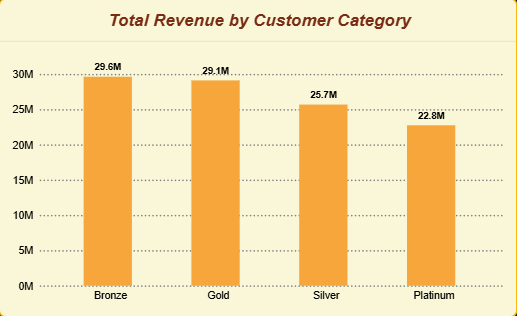 Total Revenue by Customer Category
29.6M
29.1M
25.7M
22.8M
30M
25M
20M
15M
10M
5M
0M
Bronze Gold Silver Platinum